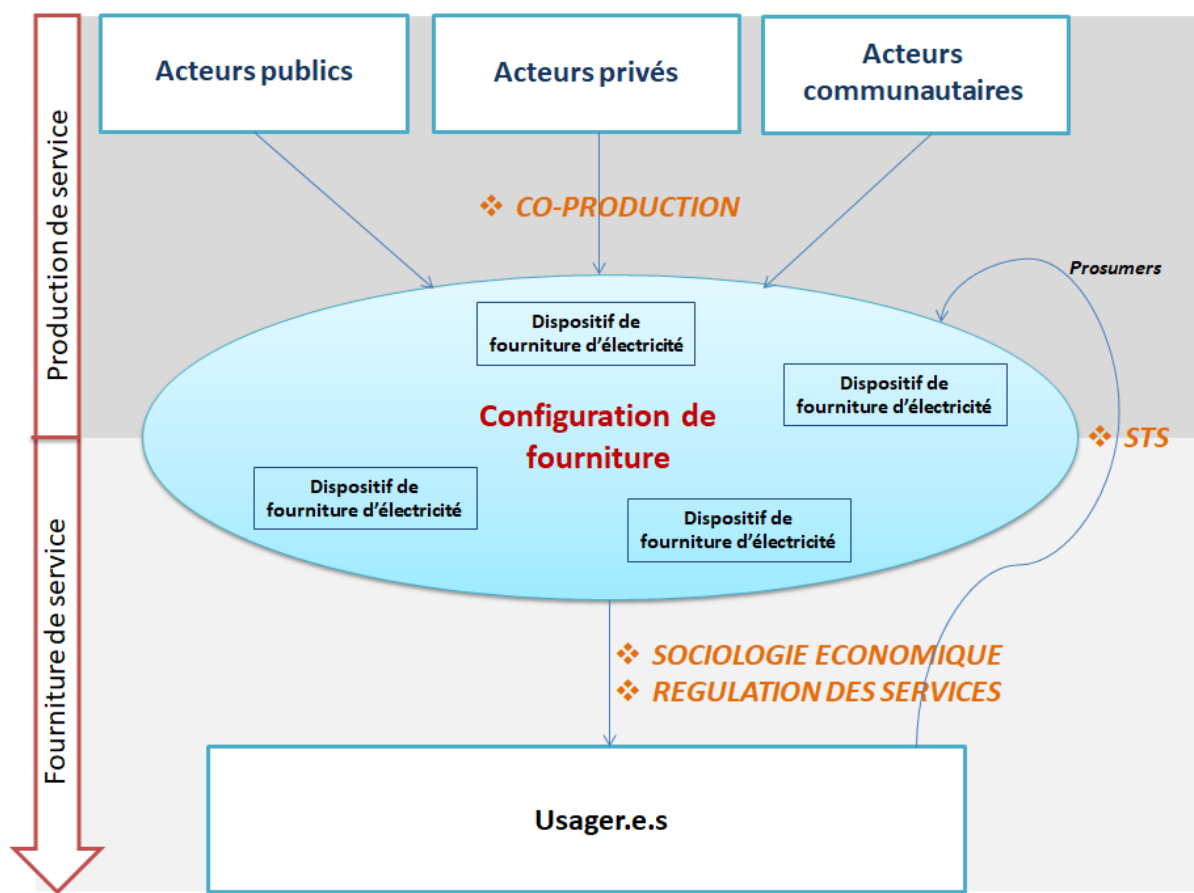 Acteurs publics
Acteurs privés
Acteurs
communautaires
Production de service
❖ CO-PRODUCTION
Prosumers
Dispositif de
fourniture d'électricité
Dispositif de
fourniture d'électricité
Configuration de
fourniture
❖ STS
Dispositif de
fourniture d'électricité
Dispositif de
fourniture d'électricité
Fourniture de service
❖ SOCIOLOGIE ECONOMIQUE
❖ REGULATION DES SERVICES
Usager.e.s